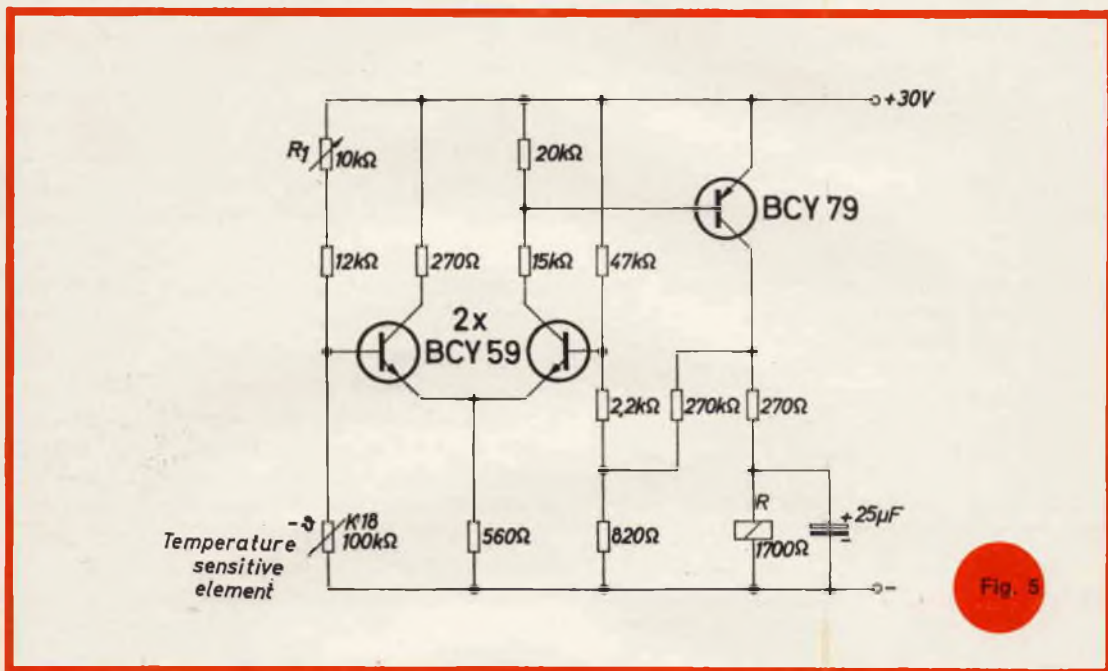 +30V
R1
10kΩ
20kΩ
BCY 79
12kΩ
270Ω
15kΩ
47kΩ
2x
BCY 59
2,2kΩ
270kΩ
270Ω
-ϑ
K18
100kΩ
Temperature
sensitive
element
560Ω
820Ω
R
1700Ω
+
25µF
-
-
Fig. 5